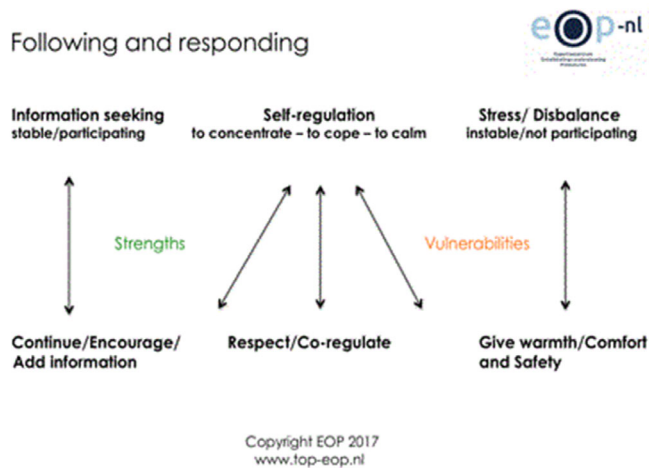 Following and responding
eop-nl
Information seeking
stable/participating
Self-regulation
to concentrate – to cope – to calm
Stress/ Disbalance
instable/not participating
Strengths
Vulnerabilities
Continue/Encourage/
Add information
Respect/Co-regulate
Give warmth/Comfort
and Safety
Copyright EOP 2017
www.top-eop.nl